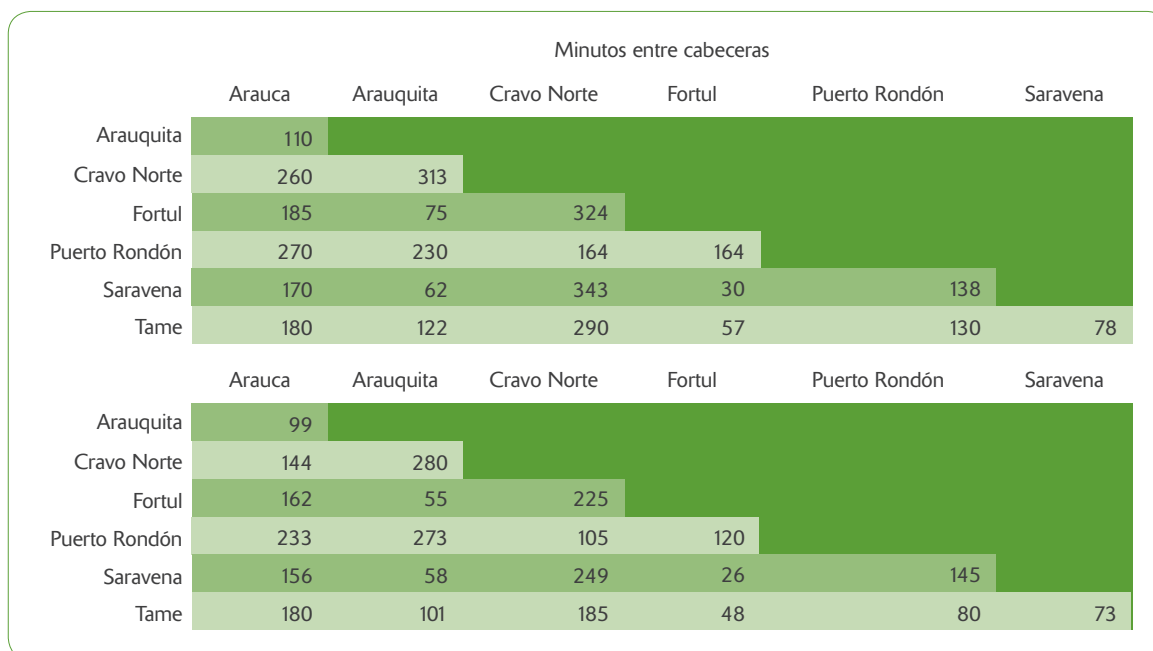 Minutos entre cabeceras
Arauca Arauquita Cravo Norte Fortul Puerto Rondón Saravena
Arauquita 110
Cravo Norte 260 313
Fortul 185 75 324
Puerto Rondón 270 230 164 164
Saravena 170 62 343 30 138
Tame 180 122 290 57 130 78
Arauca Arauquita Cravo Norte Fortul Puerto Rondón Saravena
Arauquita 99
Cravo Norte 144 280
Fortul 162 55 225
Puerto Rondón 233 273 105 120
Saravena 156 58 249 26 145
Tame 180 101 185 48 80 73